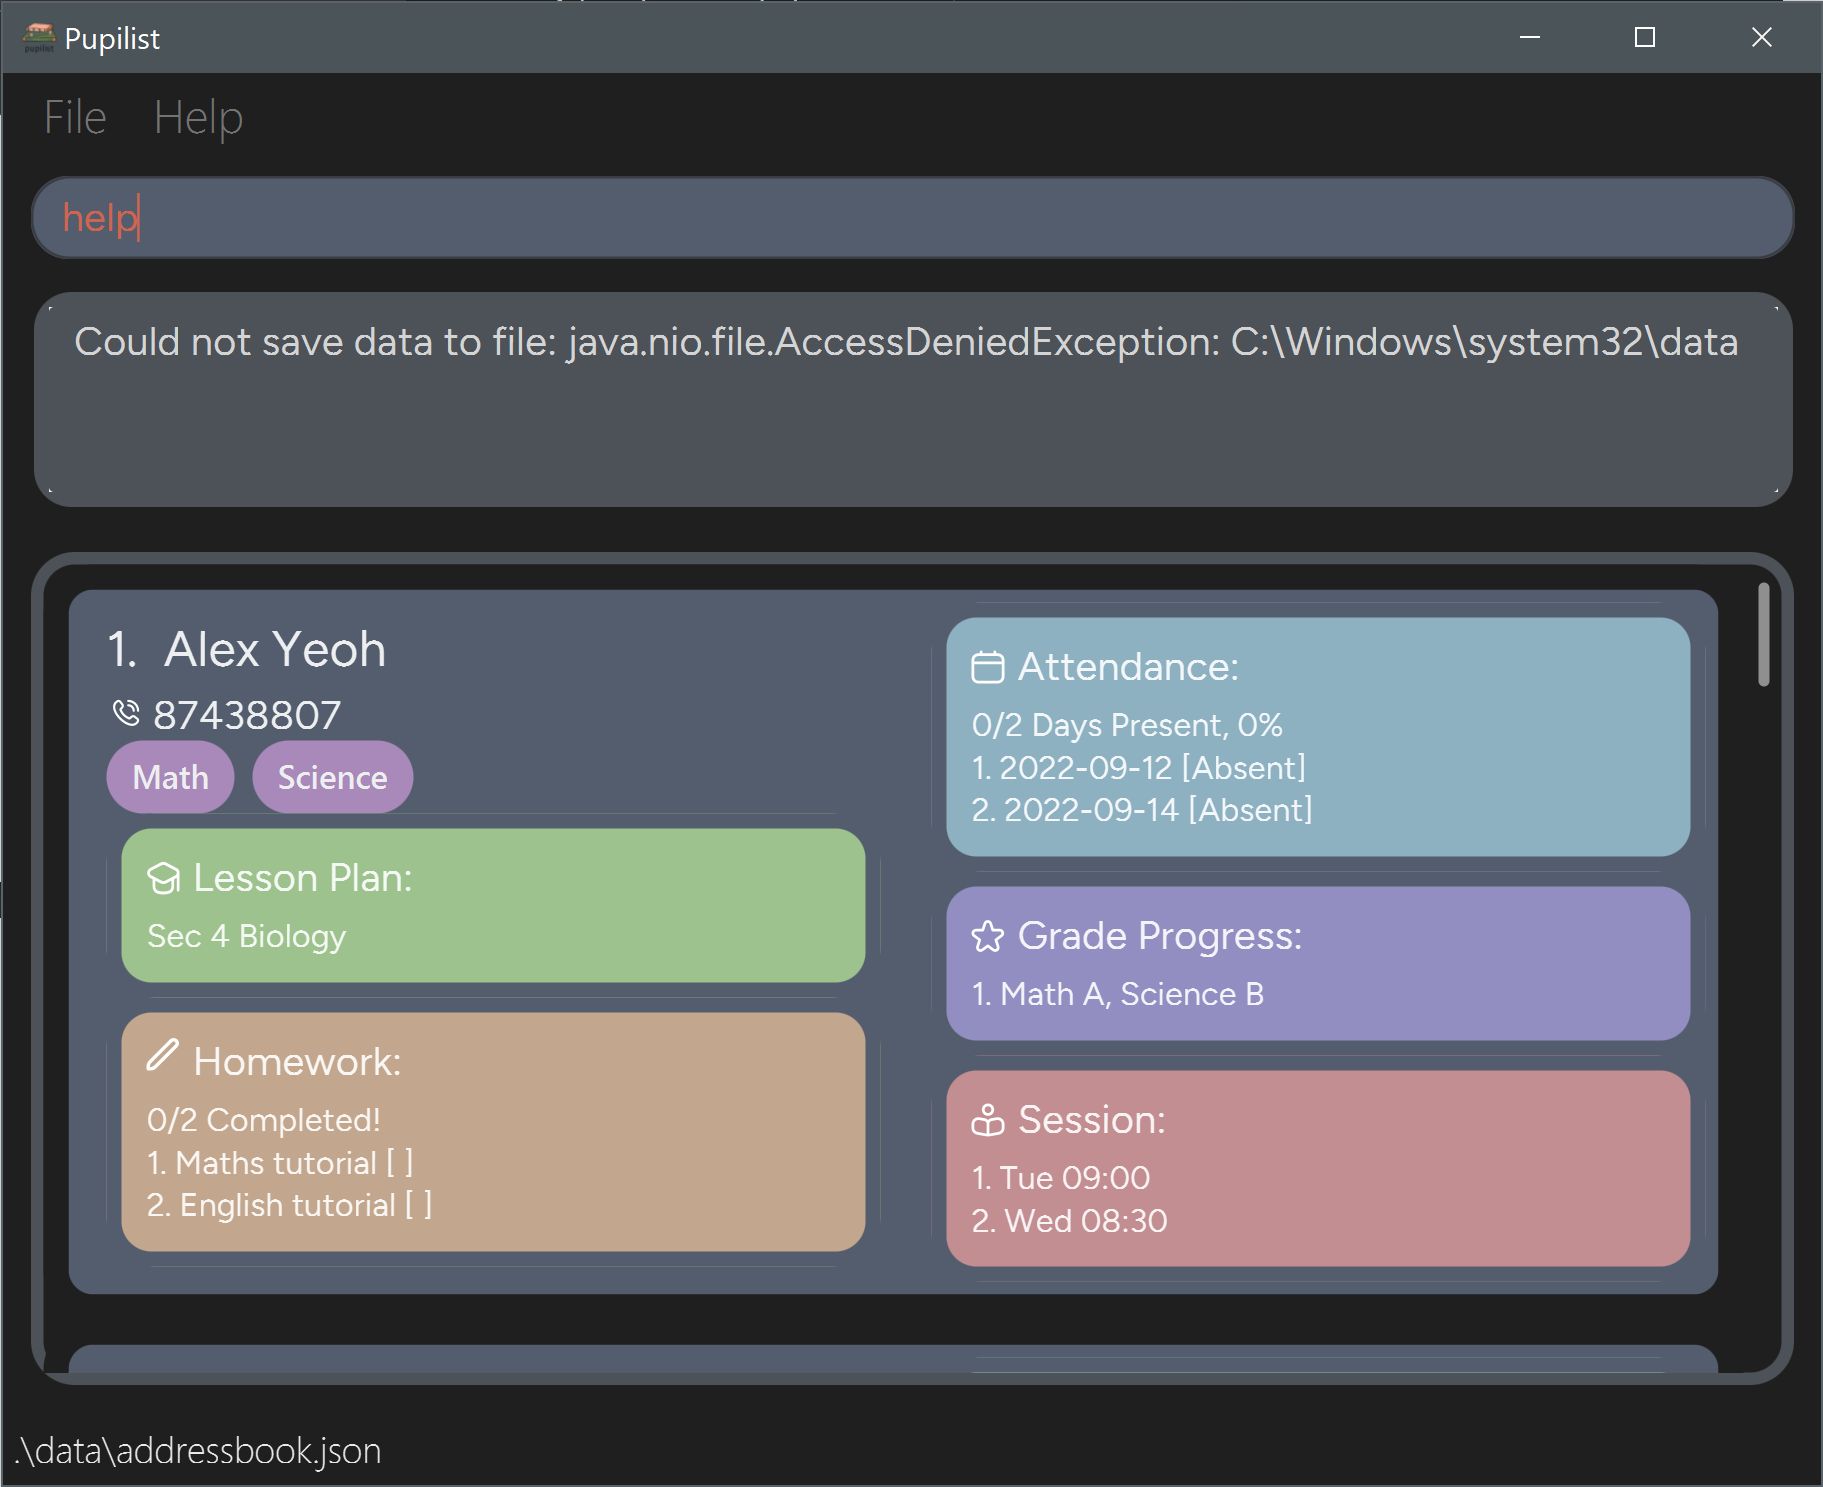 pupilist
Pupilist
File Help
help
Could not save data to file: java.nio.file.AccessDeniedException: C:\Windows\system32\data
1. Alex Yeoh
87438807
Math Science
Lesson Plan:
Sec 4 Biology
Homework:
0/2 Completed!
1. Maths tutorial [ ]
2. English tutorial [ ]
Attendance:
0/2 Days Present, 0%
1. 2022-09-12 [Absent]
2. 2022-09-14 [Absent]
Grade Progress:
1. Math A, Science B
Session:
1. Tue 09:00
2. Wed 08:30
.\data\addressbook.json